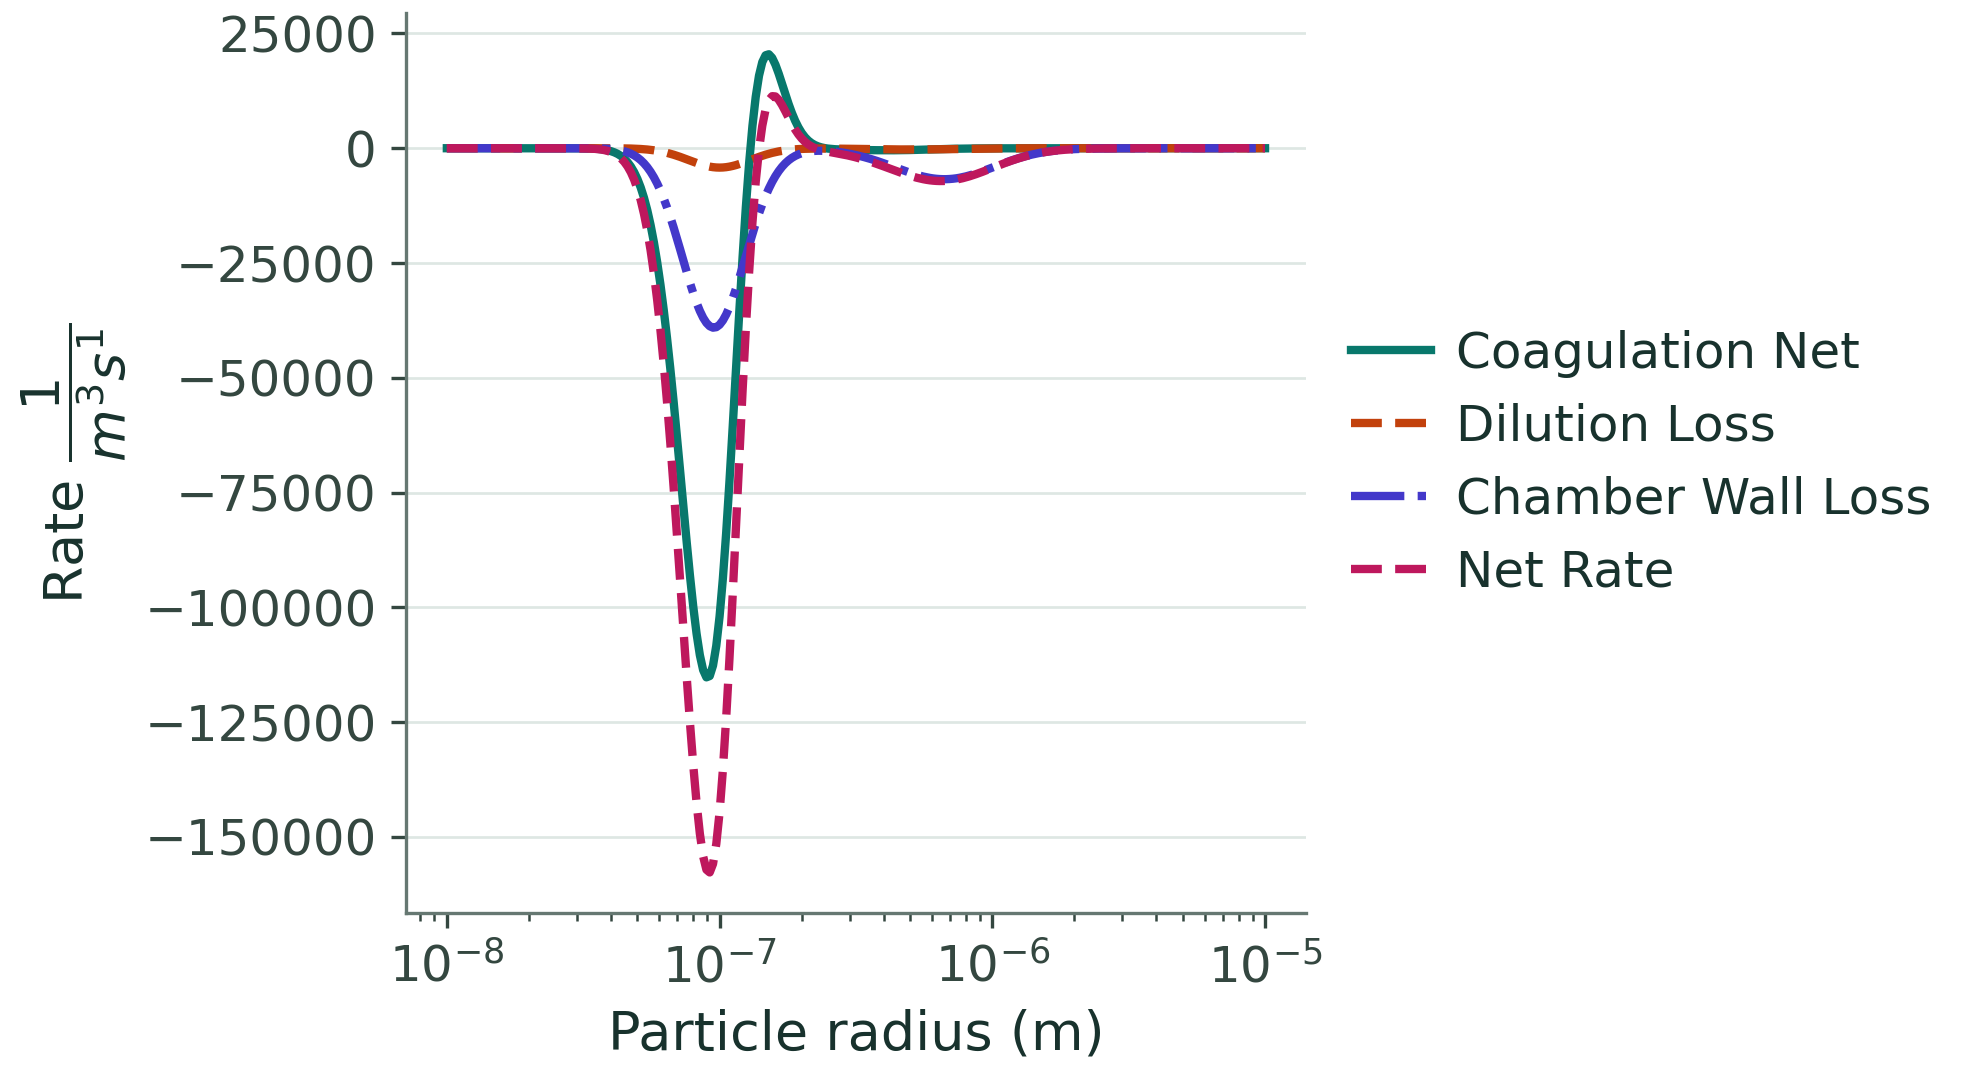 25000
0
−25000
−50000
−75000
−100000
−125000
−150000
Rate 1/m³s¹
10⁻⁸ 10⁻⁷ 10⁻⁶ 10⁻⁵
Particle radius (m)
Coagulation Net
Dilution Loss
Chamber Wall Loss
Net Rate